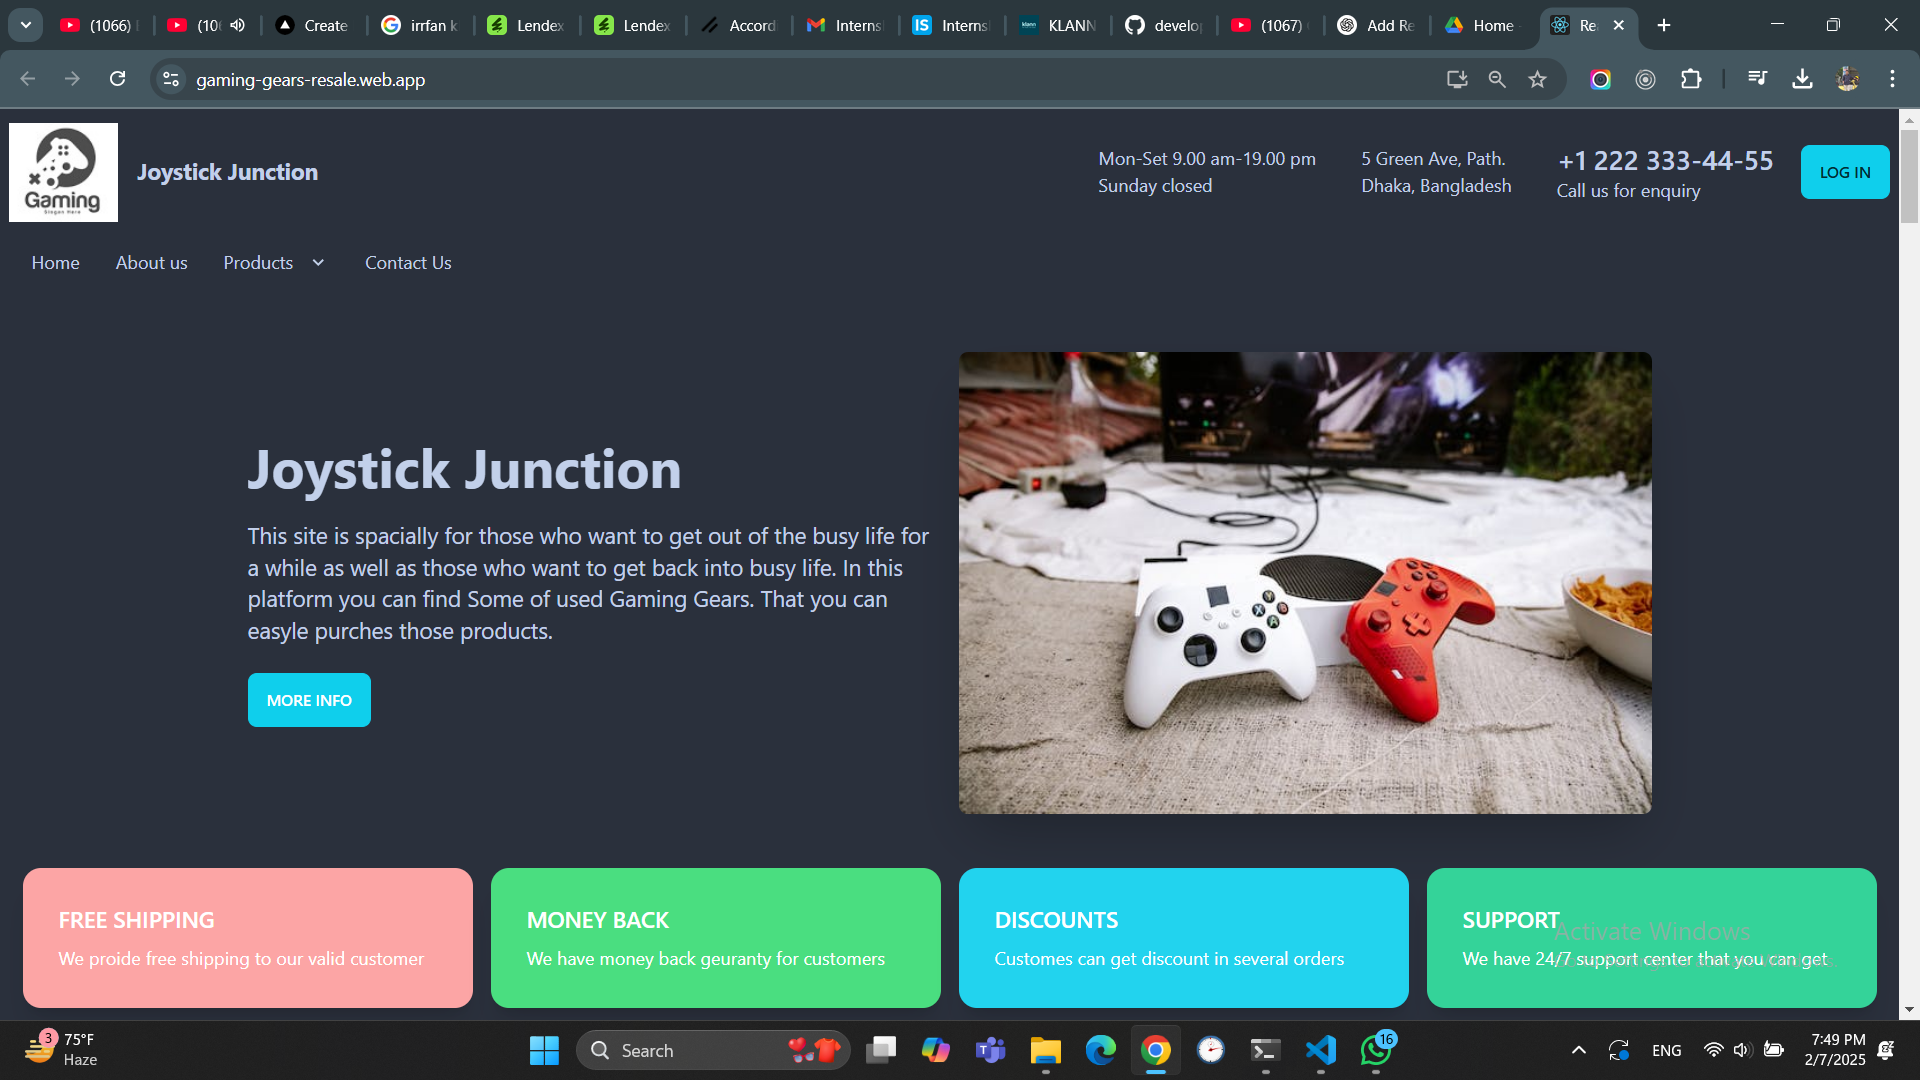 (1066)
(106
Create
irrfan k
Lendex
Lendex
Accord
Interns
IS
Interns
klann
KLANN
develop
(1067)
Add Re
Home -
Rea
gaming-gears-resale.web.app
Gaming
Slogan Here
Joystick Junction
Mon-Set 9.00 am-19.00 pm
Sunday closed
5 Green Ave, Path.
Dhaka, Bangladesh
+1 222 333-44-55
Call us for enquiry
LOG IN
Home
About us
Products
Contact Us
Joystick Junction
This site is spacially for those who want to get out of the busy life for
a while as well as those who want to get back into busy life. In this
platform you can find Some of used Gaming Gears. That you can
easyle purches those products.
MORE INFO
X
Y
B
A
FREE SHIPPING
We proide free shipping to our valid customer
MONEY BACK
We have money back geuranty for customers
DISCOUNTS
Customes can get discount in several orders
SUPPORT
We have 24/7 support center that you can get
Activate Windows
3
75°F
Haze
Search
16
ENG
7:49 PM
2/7/2025